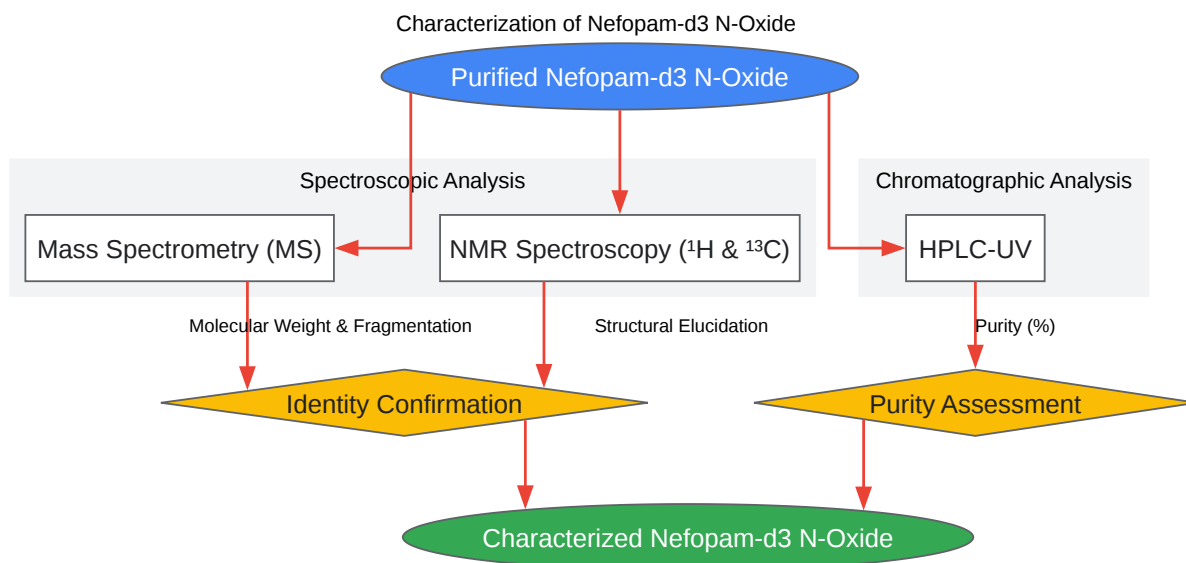 Characterization of Nefopam-d3 N-Oxide
Purified Nefopam-d3 N-Oxide
Spectroscopic Analysis
Chromatographic Analysis
Mass Spectrometry (MS)
NMR Spectroscopy (¹H & ¹³C)
HPLC-UV
Molecular Weight & Fragmentation
Structural Elucidation
Purity (%)
Identity Confirmation
Purity Assessment
Characterized Nefopam-d3 N-Oxide